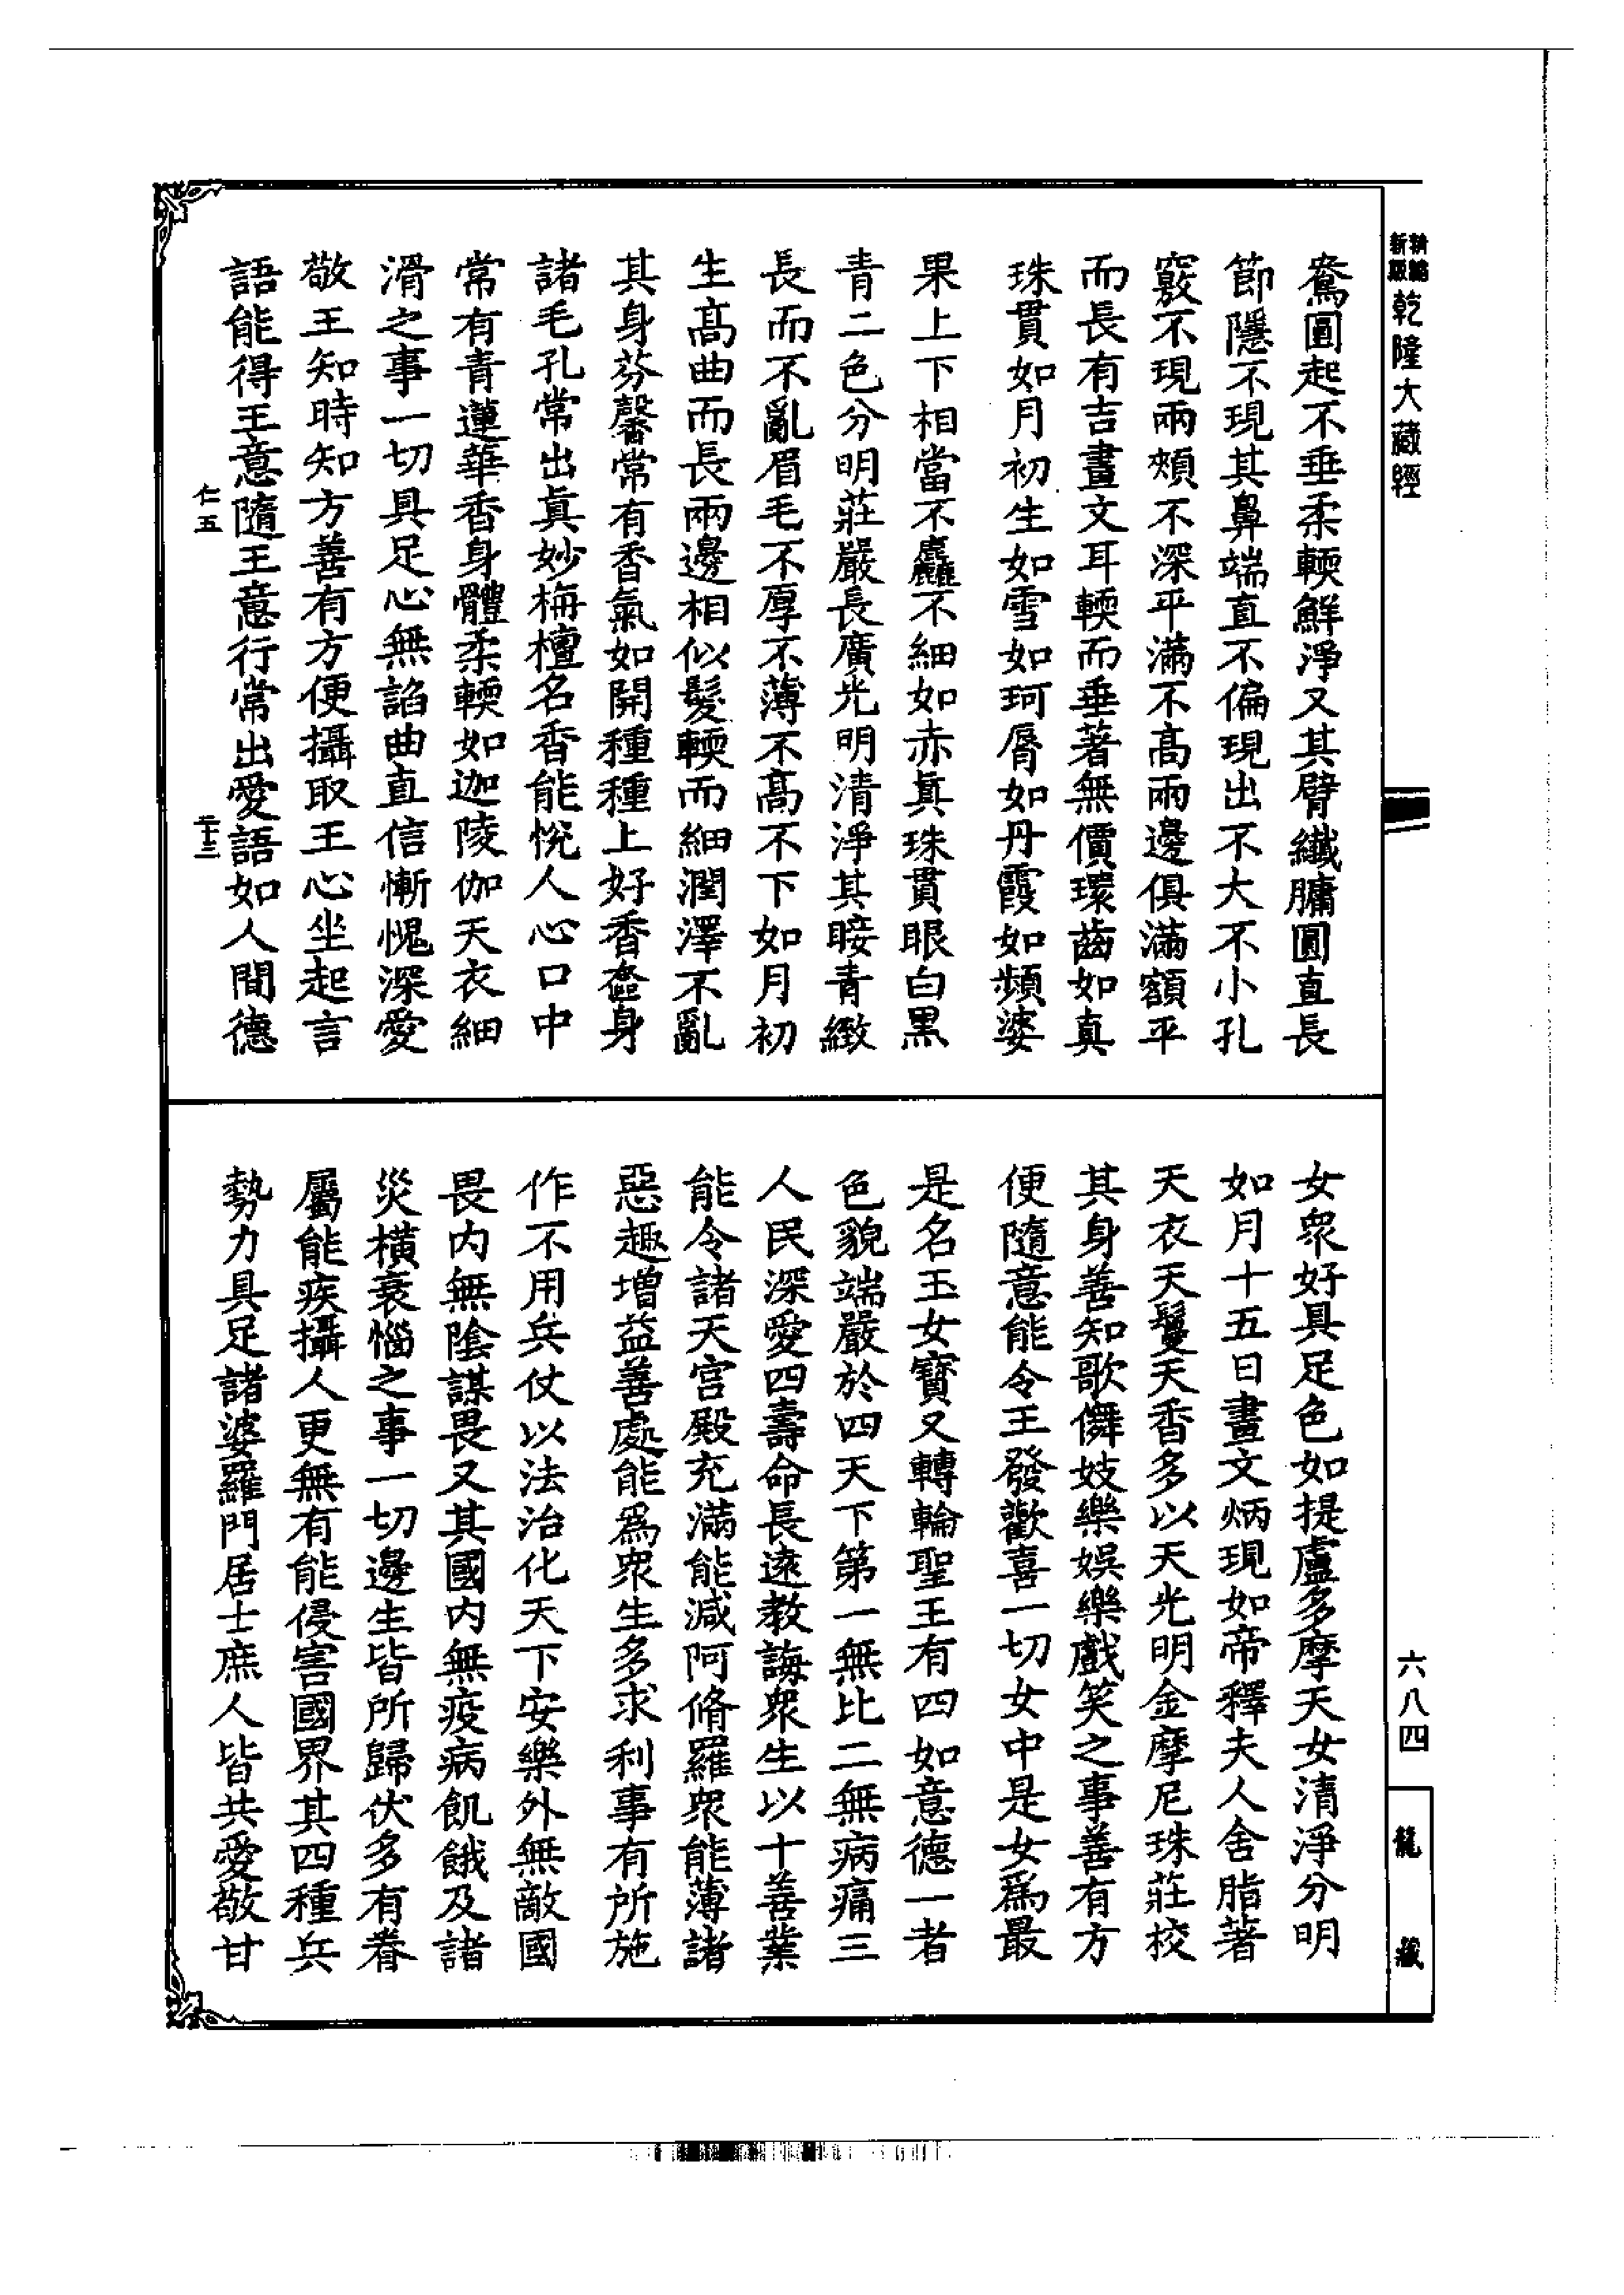 新編
新版
乾隆大藏經
鴦圓起不垂柔輭鮮淨又其臂纖𦟛圓直長
節隱不現其鼻端直不偏現出不大不小孔
竅不現兩頰不深平滿不高兩邊俱滿額平
而長有吉畫文耳輭而垂著無價環齒如真
珠貫如月初生如雪如珂脣如丹霞如頻婆
果上下相當不麤不細如赤真珠貫眼白黑
青二色分明莊嚴長廣光明清淨其睫青緻
長而不亂眉毛不厚不薄不高不下如月初
生高曲而長兩邊相似髮輭而細潤澤不亂
其身芬馨常有香氣如開種種上好香奩身
諸毛孔常出真妙栴檀名香能悅人心口中
常有青蓮華香身體柔輭如迦陵伽天衣細
滑之事一切具足心無諂曲直信慚愧深愛
敬王知時知方善有方便攝取王心坐起言
語能得王意隨王意行常出愛語如人間德
仁五
二十三
女衆好具足色如提盧多摩天女清淨分明
如月十五日畫文炳現如帝釋夫人舍脂著
天衣天鬘天香多以天光明金摩尼珠莊校
其身善知歌儛妓樂娛樂戲笑之事善有方
便隨意能令王發歡喜一切女中是女為最
是名玉女寶又轉輪聖王有四如意德一者
色貌端嚴於四天下第一無比二無病痛三
人民深愛四壽命長遠教誨衆生以十善業
能令諸天宮殿充滿能減阿脩羅衆能薄諸
惡趣增益善處能為衆生多求利事有所施
作不用兵仗以法治化天下安樂外無敵國
畏內無陰謀畏又其國內無疫病飢餓及諸
災橫衰惱之事一切邊生皆所歸伏多有眷
屬能疾攝人更無有能侵害國界其四種兵
勢力具足諸婆羅門居士庶人皆共愛敬甘
六八四
龍藏